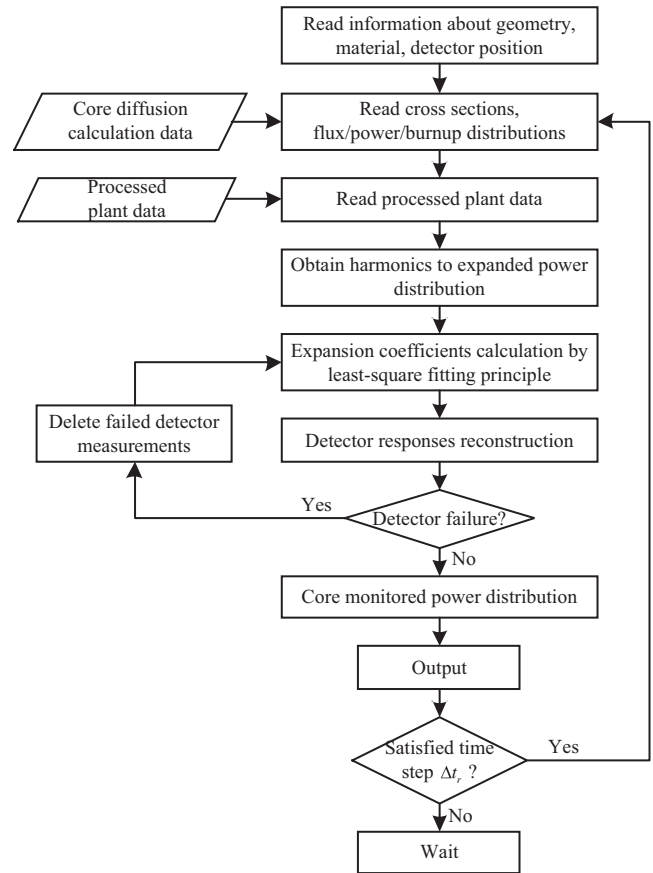 Read information about geometry,
material, detector position
Core diffusion
calculation data
Read cross sections,
flux/power/burnup distributions
Processed
plant data
Read processed plant data
Obtain harmonics to expanded power
distribution
Expansion coefficients calculation by
least-square fitting principle
Delete failed detector
measurements
Detector responses reconstruction
Yes
Detector failure?
No
Core monitored power distribution
Output
Satisfied time
step Δt_r ?
Yes
No
Wait